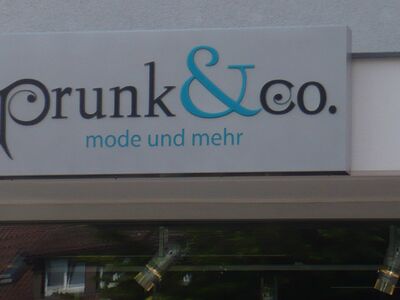 prunk&co.
mode und mehr